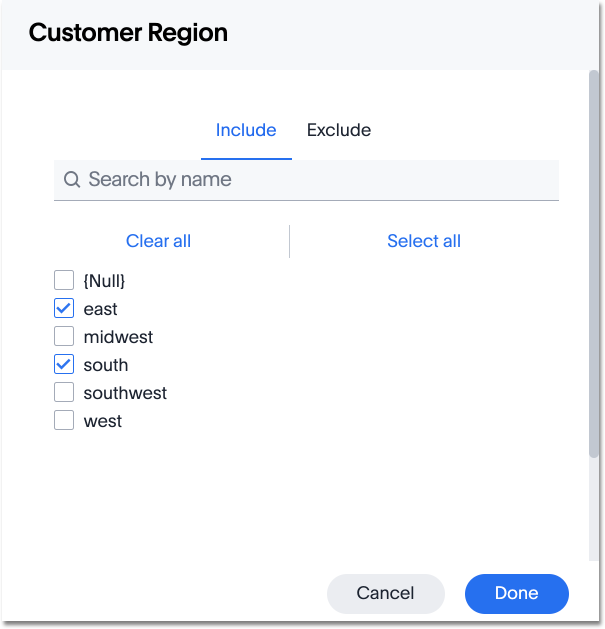 Customer Region
Include Exclude
Search by name
Clear all Select all
{Null}
east
midwest
south
southwest
west
Cancel Done